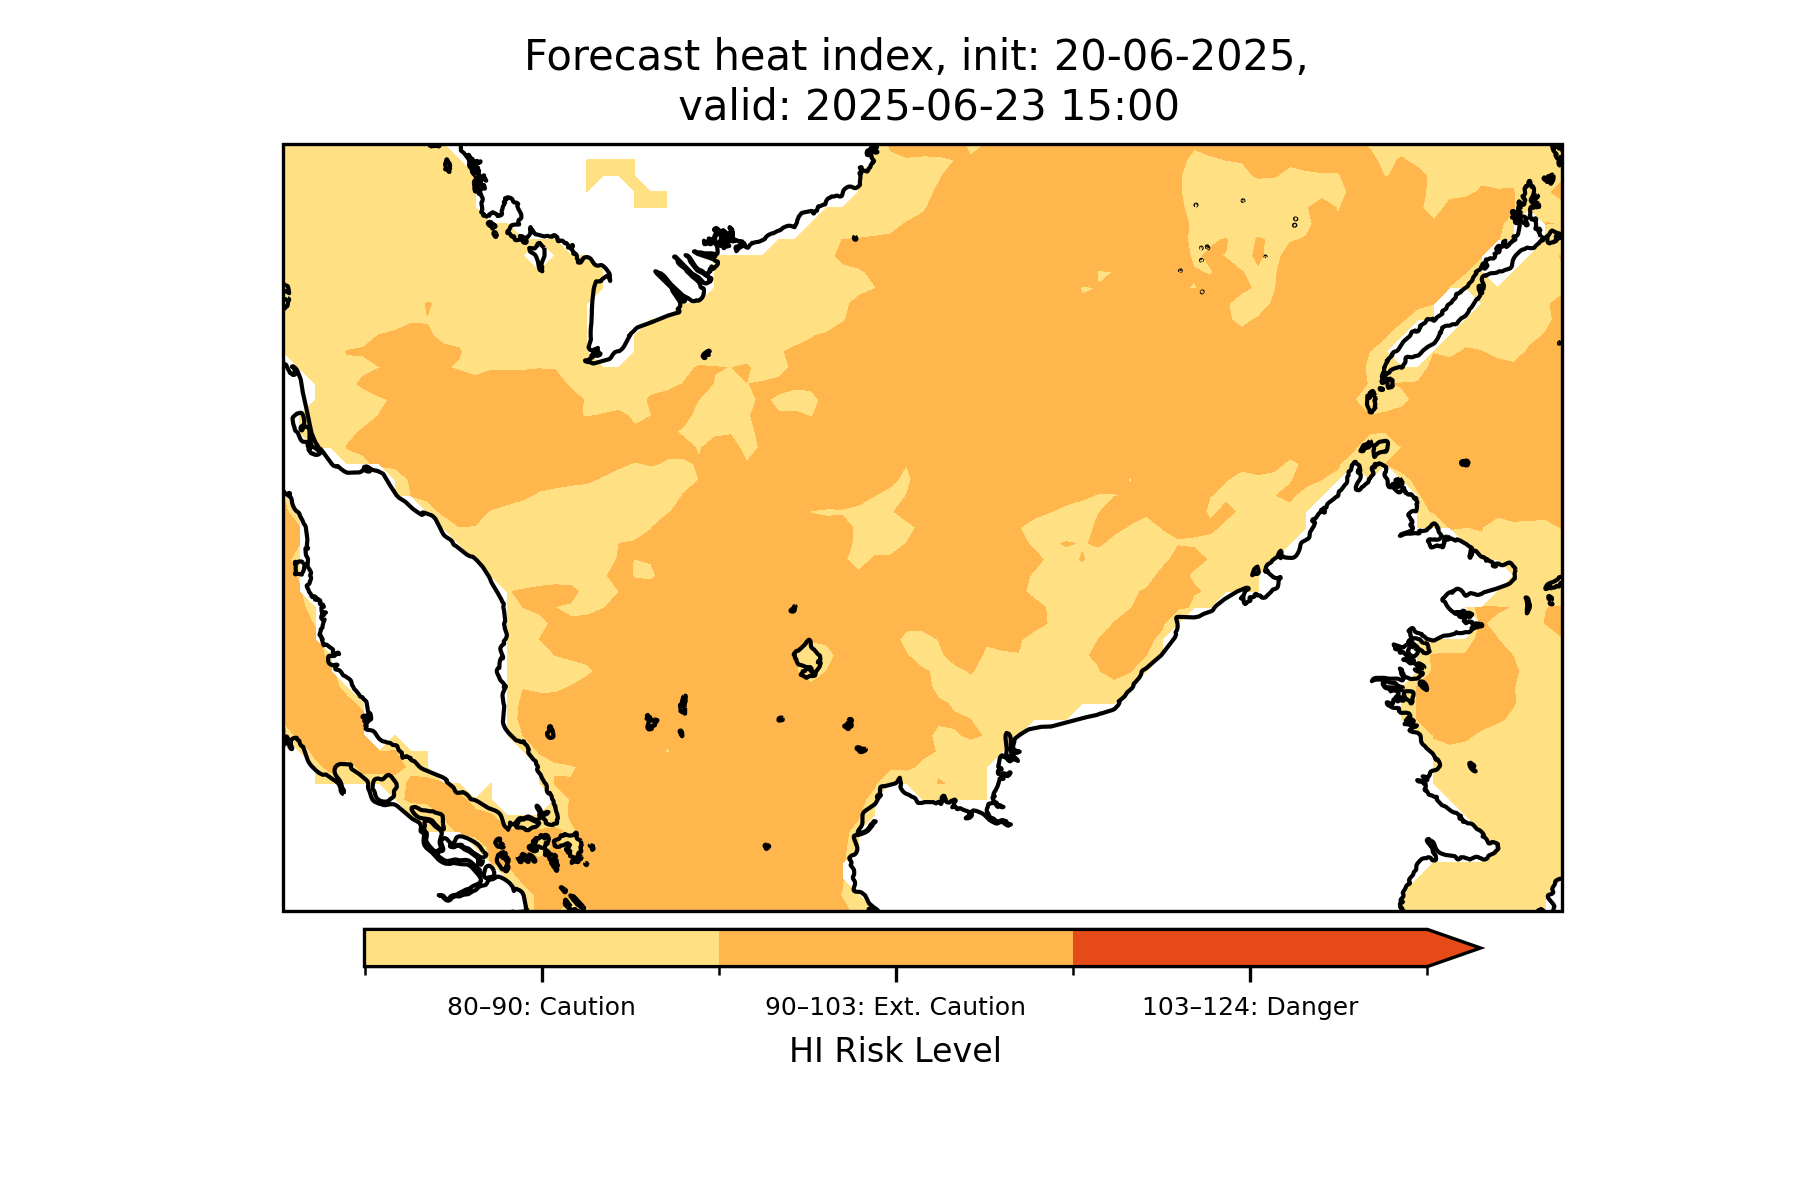 Forecast heat index, init: 20-06-2025,
valid: 2025-06-23 15:00
80–90: Caution
90–103: Ext. Caution
103–124: Danger
HI Risk Level